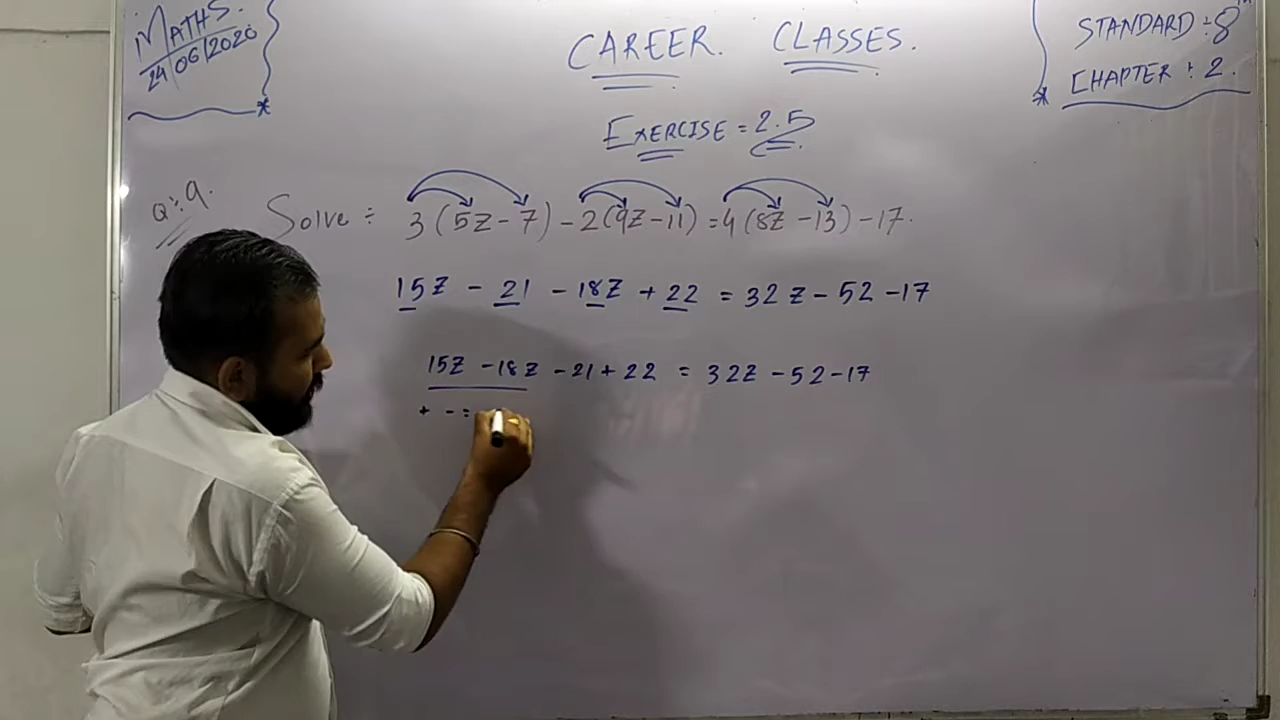 MATHS.
24/06/2020
CAREER. CLASSES.
STANDARD :- 8th
CHAPTER :- 2.
EXERCISE = 2.5
Q:- 9.
Solve :- 3(5z-7)-2(9z-11)=4(8z-13)-17.
15z - 21 - 18z + 22 = 32z - 52 - 17
15z - 18z - 21 + 22 = 32z - 52 - 17
+ - =